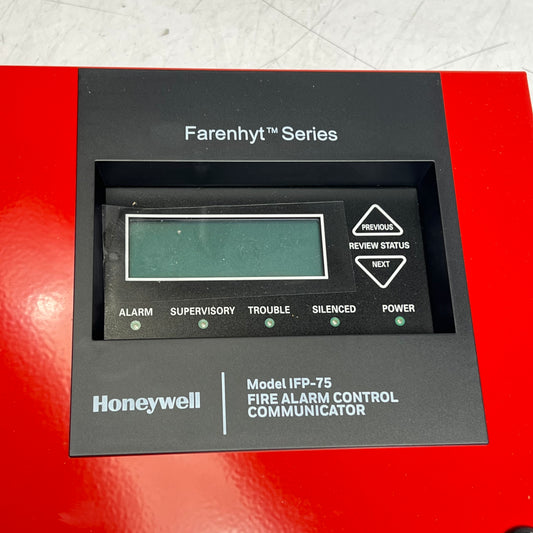 Farenhyt™ Series
PREVIOUS
REVIEW STATUS
NEXT
ALARM SUPERVISORY TROUBLE SILENCED POWER
Honeywell
Model IFP-75
FIRE ALARM CONTROL
COMMUNICATOR